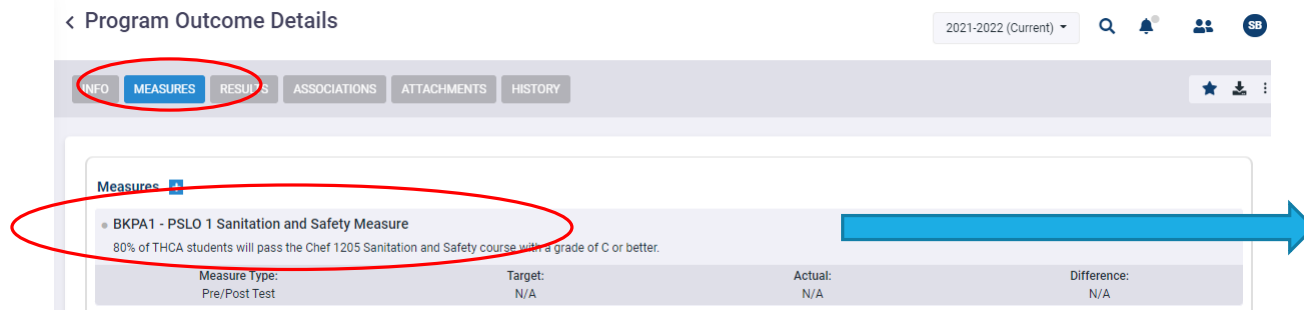 Program Outcome Details
2021-2022 (Current)
SB
INFO MEASURES RESULTS ASSOCIATIONS ATTACHMENTS HISTORY
Measures
BKPA1 - PSLO 1 Sanitation and Safety Measure
80% of THCA students will pass the Chef 1205 Sanitation and Safety course with a grade of C or better.
Measure Type: Target: Actual: Difference:
Pre/Post Test N/A N/A N/A